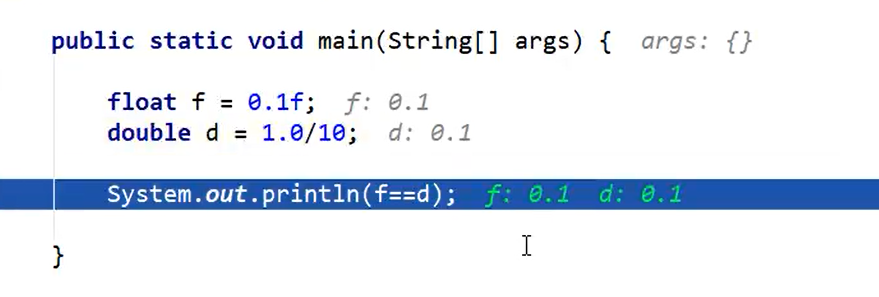 public static void main(String[] args) {  args: {}
float f = 0.1f;  f: 0.1
double d = 1.0/10;  d: 0.1
System.out.println(f==d);  f: 0.1  d: 0.1
}